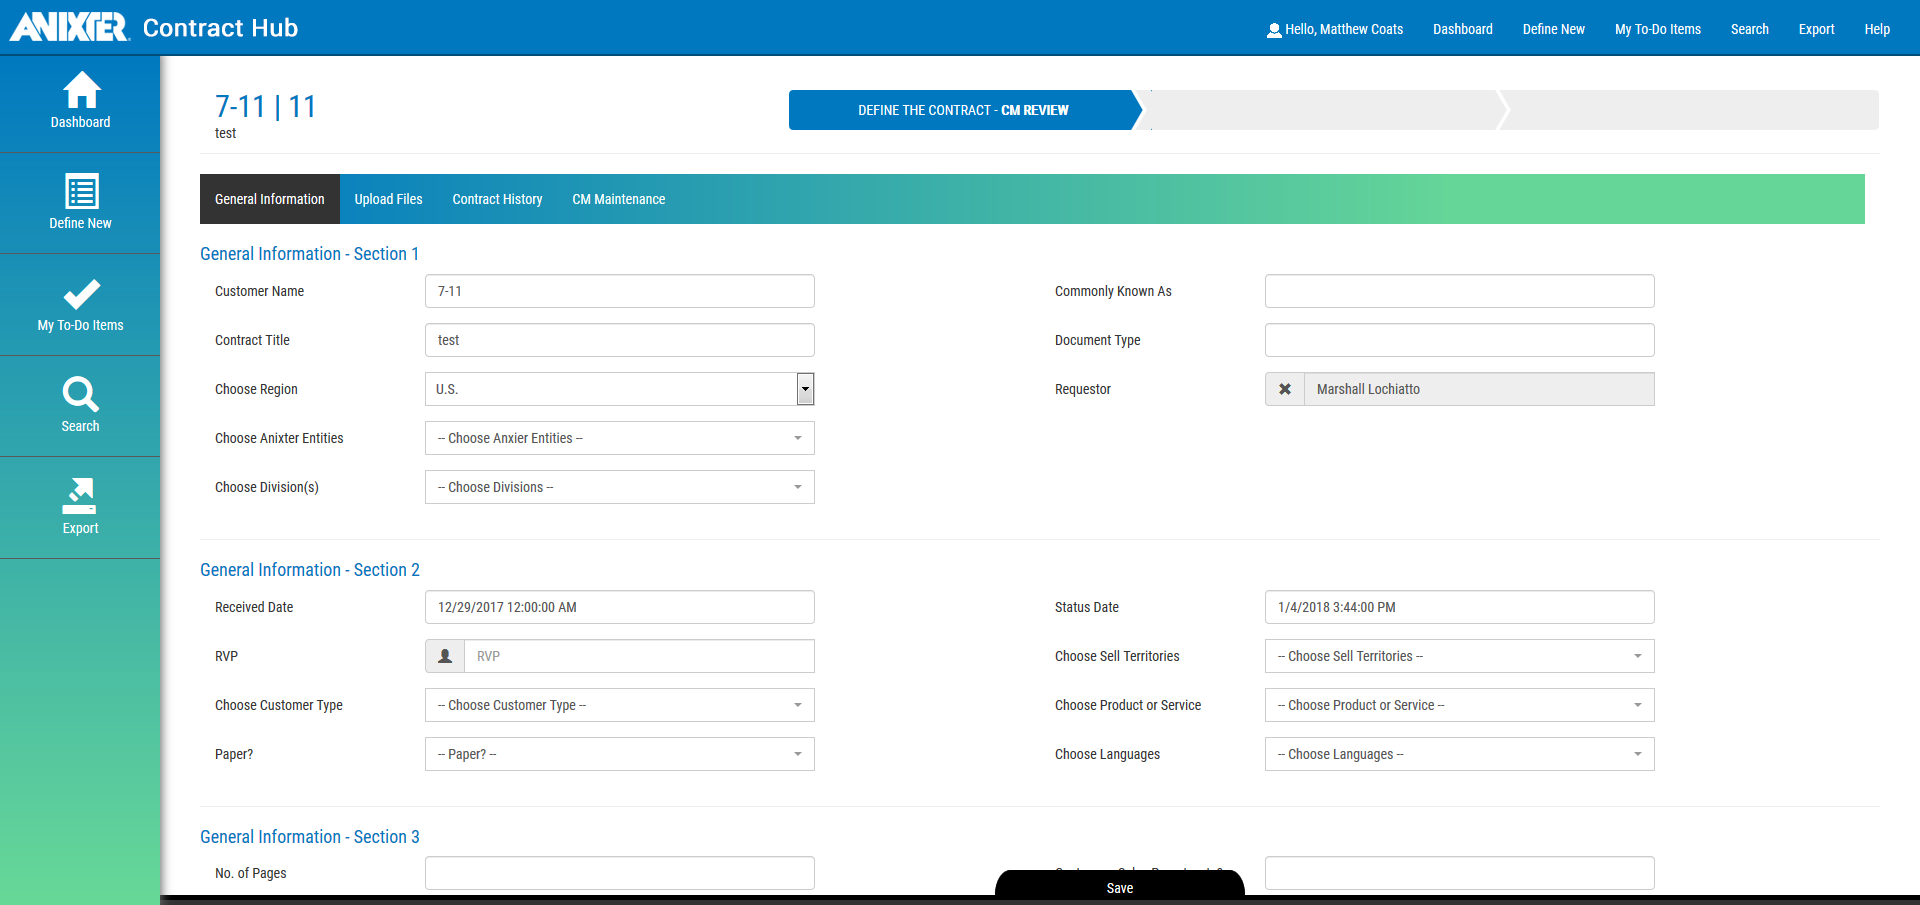 ANIXTER Contract Hub
Hello, Matthew Coats Dashboard Define New My To-Do Items Search Export Help
Dashboard
Define New
My To-Do Items
Search
Export
7-11 | 11
test
DEFINE THE CONTRACT - CM REVIEW
General Information Upload Files Contract History CM Maintenance
General Information - Section 1
Customer Name 7-11 Commonly Known As
Contract Title test Document Type
Choose Region U.S. Requestor Marshall Lochiatto
Choose Anixter Entities -- Choose Anxier Entities --
Choose Division(s) -- Choose Divisions --
General Information - Section 2
Received Date 12/29/2017 12:00:00 AM Status Date 1/4/2018 3:44:00 PM
RVP RVP Choose Sell Territories -- Choose Sell Territories --
Choose Customer Type -- Choose Customer Type -- Choose Product or Service -- Choose Product or Service --
Paper? -- Paper? -- Choose Languages -- Choose Languages --
General Information - Section 3
No. of Pages
Save